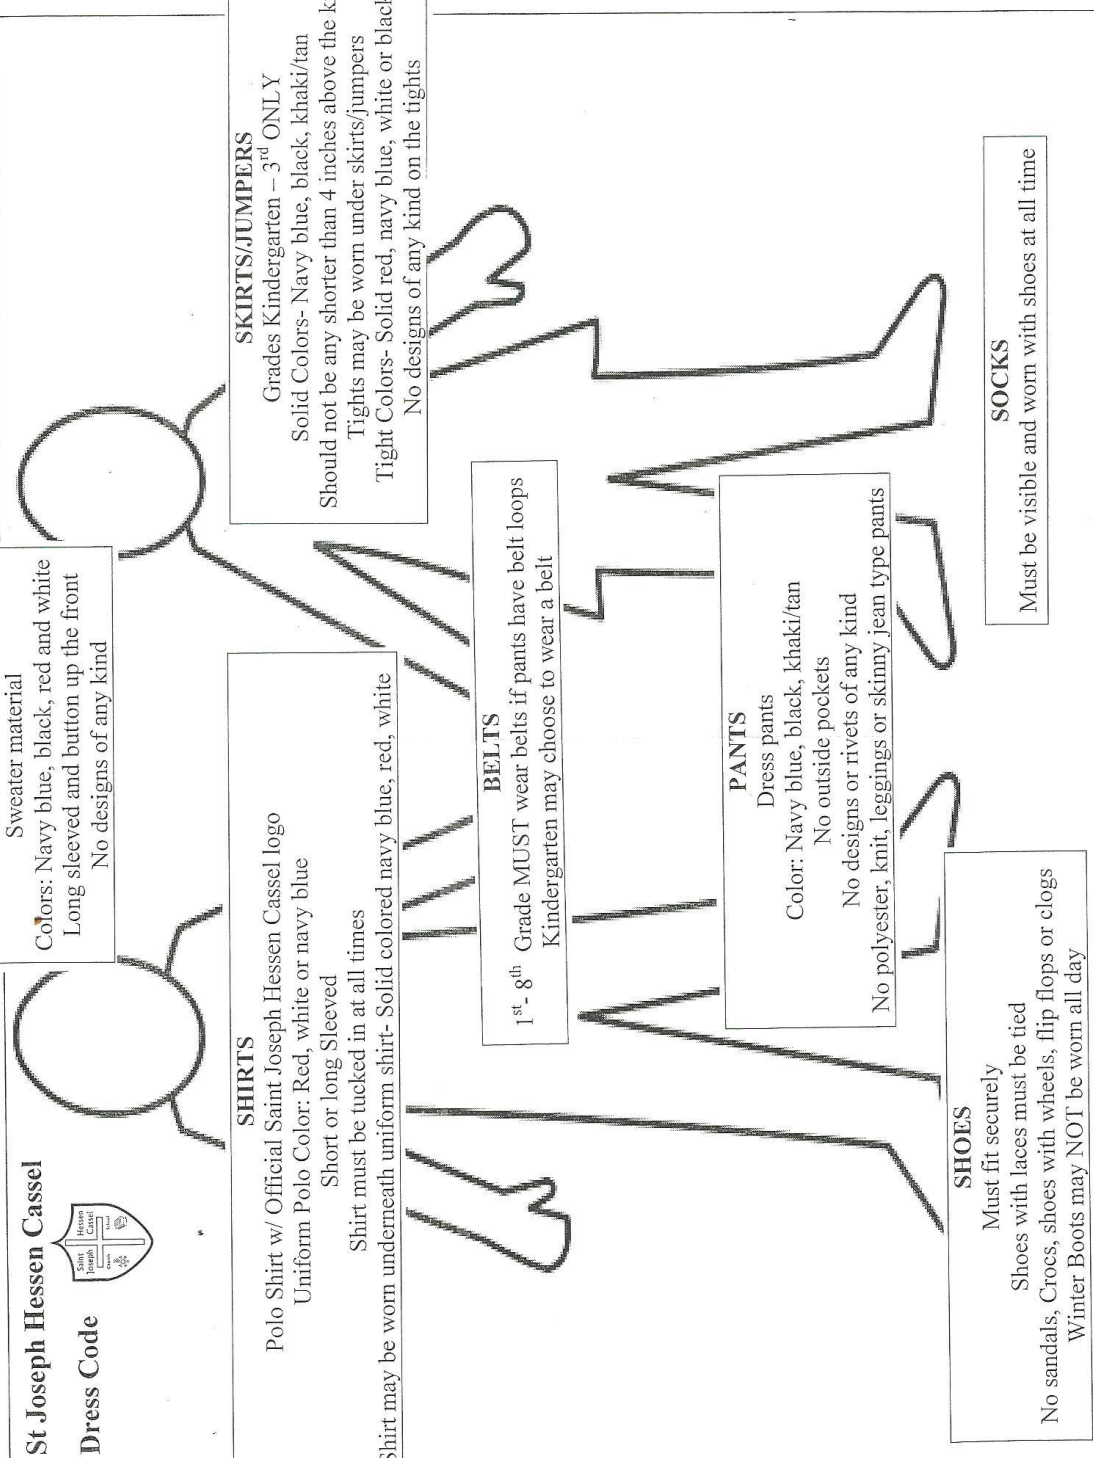 St Joseph Hessen Cassel
Dress Code
Saint Joseph
Hessen Cassel
Church
School
Sweater material
Colors: Navy blue, black, red and white
Long sleeved and button up the front
No designs of any kind
SHIRTS
Polo Shirt w/ Official Saint Joseph Hessen Cassel logo
Uniform Polo Color: Red, white or navy blue
Short or long Sleeved
Shirt must be tucked in at all times
Shirt may be worn underneath uniform shirt- Solid colored navy blue, red, white
SKIRTS/JUMPERS
Grades Kindergarten – 3rd ONLY
Solid Colors- Navy blue, black, khaki/tan
Should not be any shorter than 4 inches above the
Tights may be worn under skirts/jumpers
Tight Colors- Solid red, navy blue, white or black
No designs of any kind on the tights
BELTS
1st- 8th Grade MUST wear belts if pants have belt loops
Kindergarten may choose to wear a belt
PANTS
Dress pants
Color: Navy blue, black, khaki/tan
No outside pockets
No designs or rivets of any kind
No polyester, knit, leggings or skinny jean type pants
SHOES
Must fit securely
Shoes with laces must be tied
No sandals, Crocs, shoes with wheels, flip flops or clogs
Winter Boots may NOT be worn all day
SOCKS
Must be visible and worn with shoes at all time